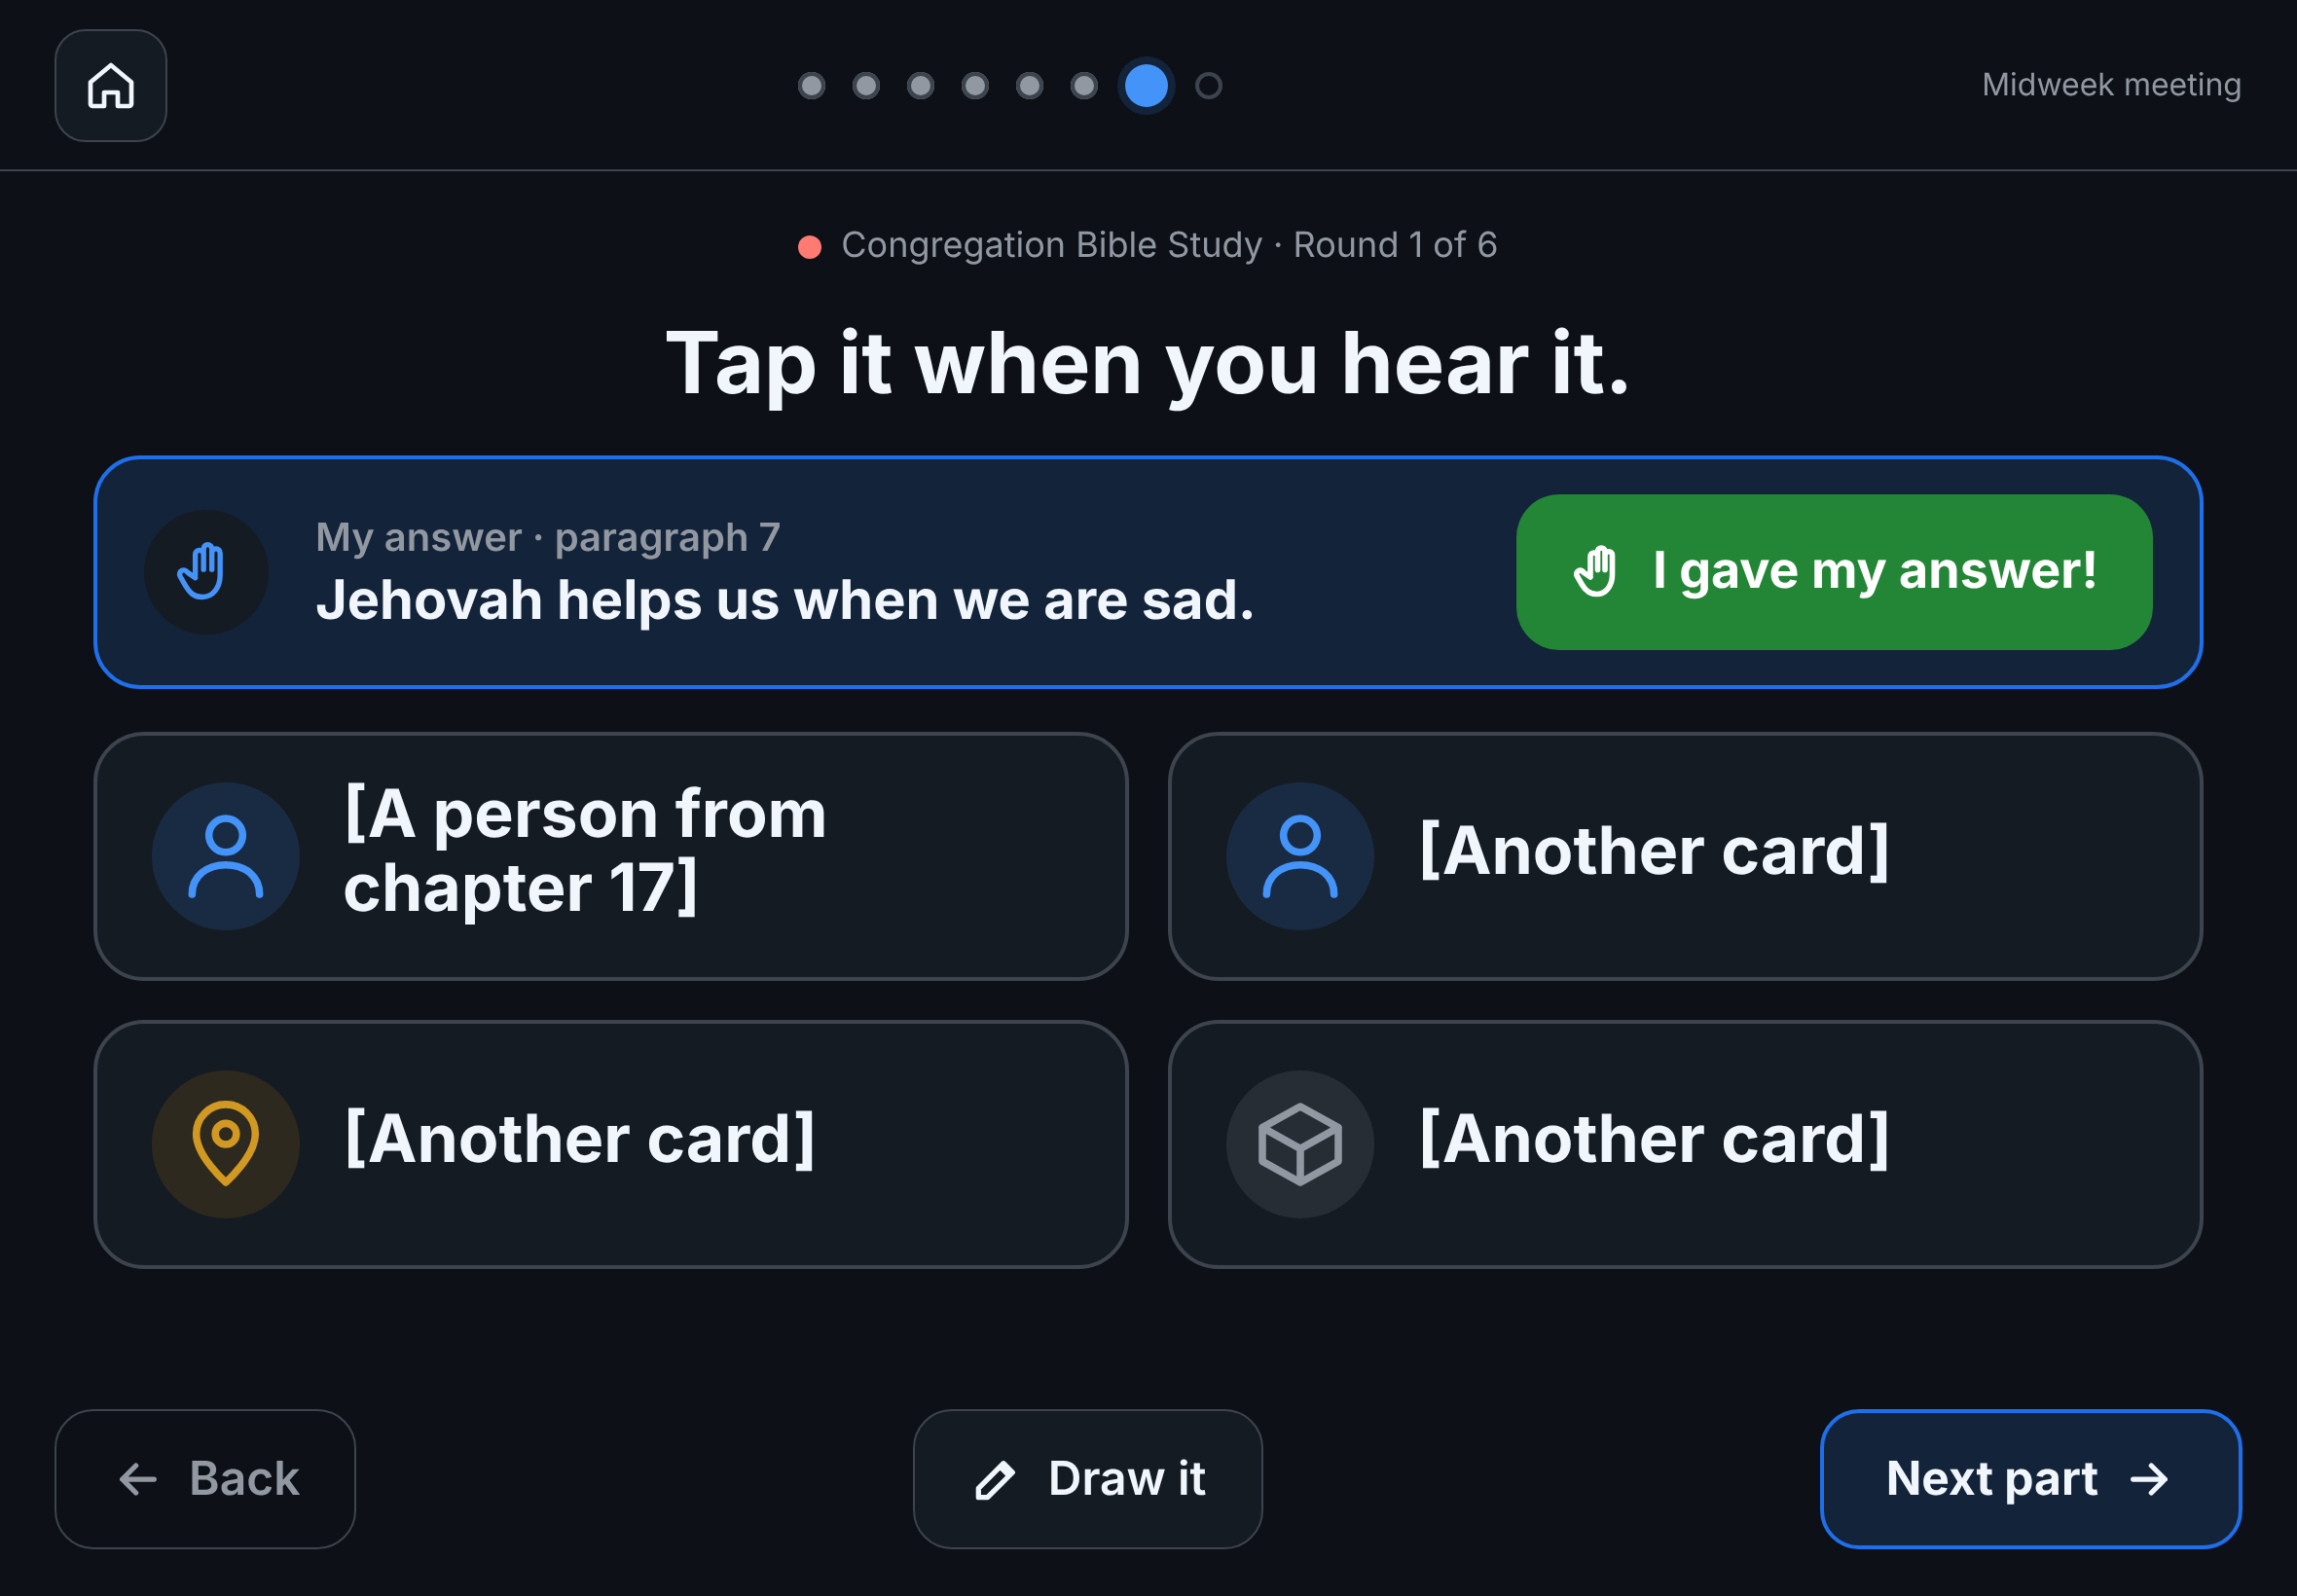 Midweek meeting
Congregation Bible Study · Round 1 of 6
Tap it when you hear it.
My answer · paragraph 7
Jehovah helps us when we are sad.
I gave my answer!
[A person from
chapter 17]
[Another card]
[Another card]
[Another card]
Back
Draw it
Next part